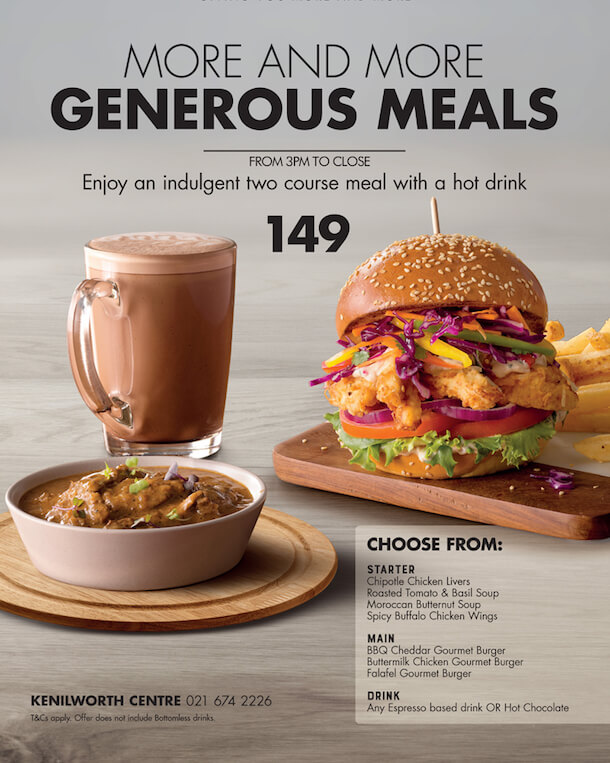 MORE AND MORE
GENEROUS MEALS
FROM 3PM TO CLOSE
Enjoy an indulgent two course meal with a hot drink
149
CHOOSE FROM:
STARTER
Chipotle Chicken Livers
Roasted Tomato & Basil Soup
Moroccan Butternut Soup
Spicy Buffalo Chicken Wings
MAIN
BBQ Cheddar Gourmet Burger
Buttermilk Chicken Gourmet Burger
Falafel Gourmet Burger
DRINK
Any Espresso based drink OR Hot Chocolate
KENILWORTH CENTRE 021 674 2226
T&Cs apply. Offer does not include Bottomless drinks.